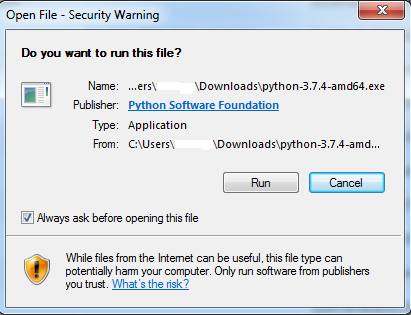 Open File - Security Warning
Do you want to run this file?
Name: ...ers\ \Downloads\python-3.7.4-amd64.exe
Publisher: Python Software Foundation
Type: Application
From: C:\Users\ \Downloads\python-3.7.4-amd...
Run Cancel
Always ask before opening this file
While files from the Internet can be useful, this file type can
potentially harm your computer. Only run software from publishers
you trust. What's the risk?